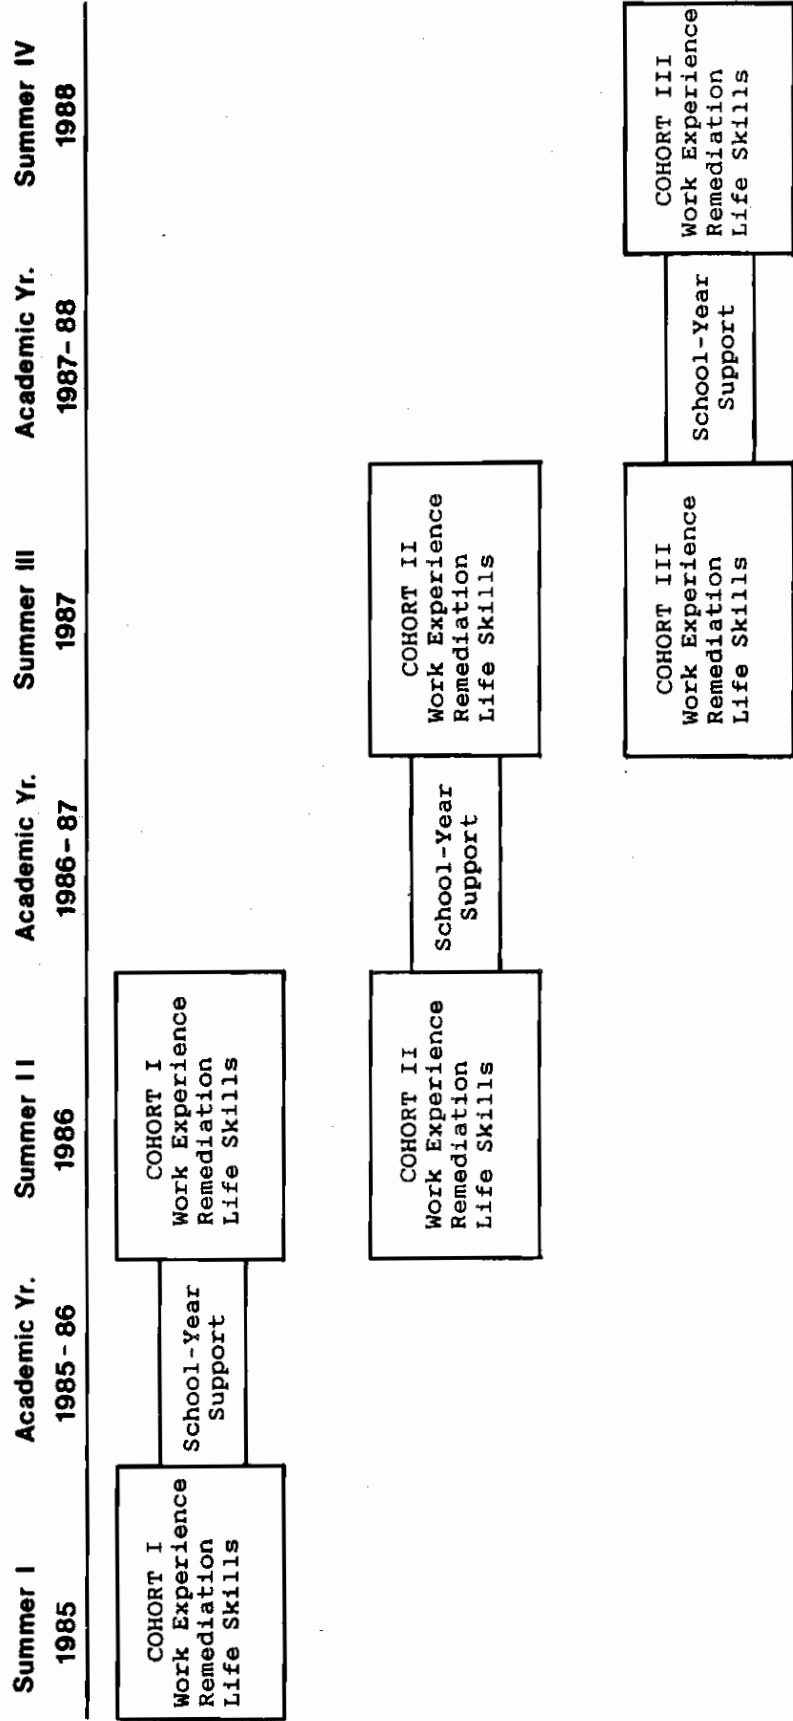 Summer I
1985
Academic Yr.
1985-86
Summer II
1986
Academic Yr.
1986-87
Summer III
1987
Academic Yr.
1987-88
Summer IV
1988
COHORT I
Work Experience
Remediation
Life Skills
School-Year
Support
COHORT I
Work Experience
Remediation
Life Skills
COHORT II
Work Experience
Remediation
Life Skills
School-Year
Support
COHORT II
Work Experience
Remediation
Life Skills
COHORT III
Work Experience
Remediation
Life Skills
School-Year
Support
COHORT III
Work Experience
Remediation
Life Skills